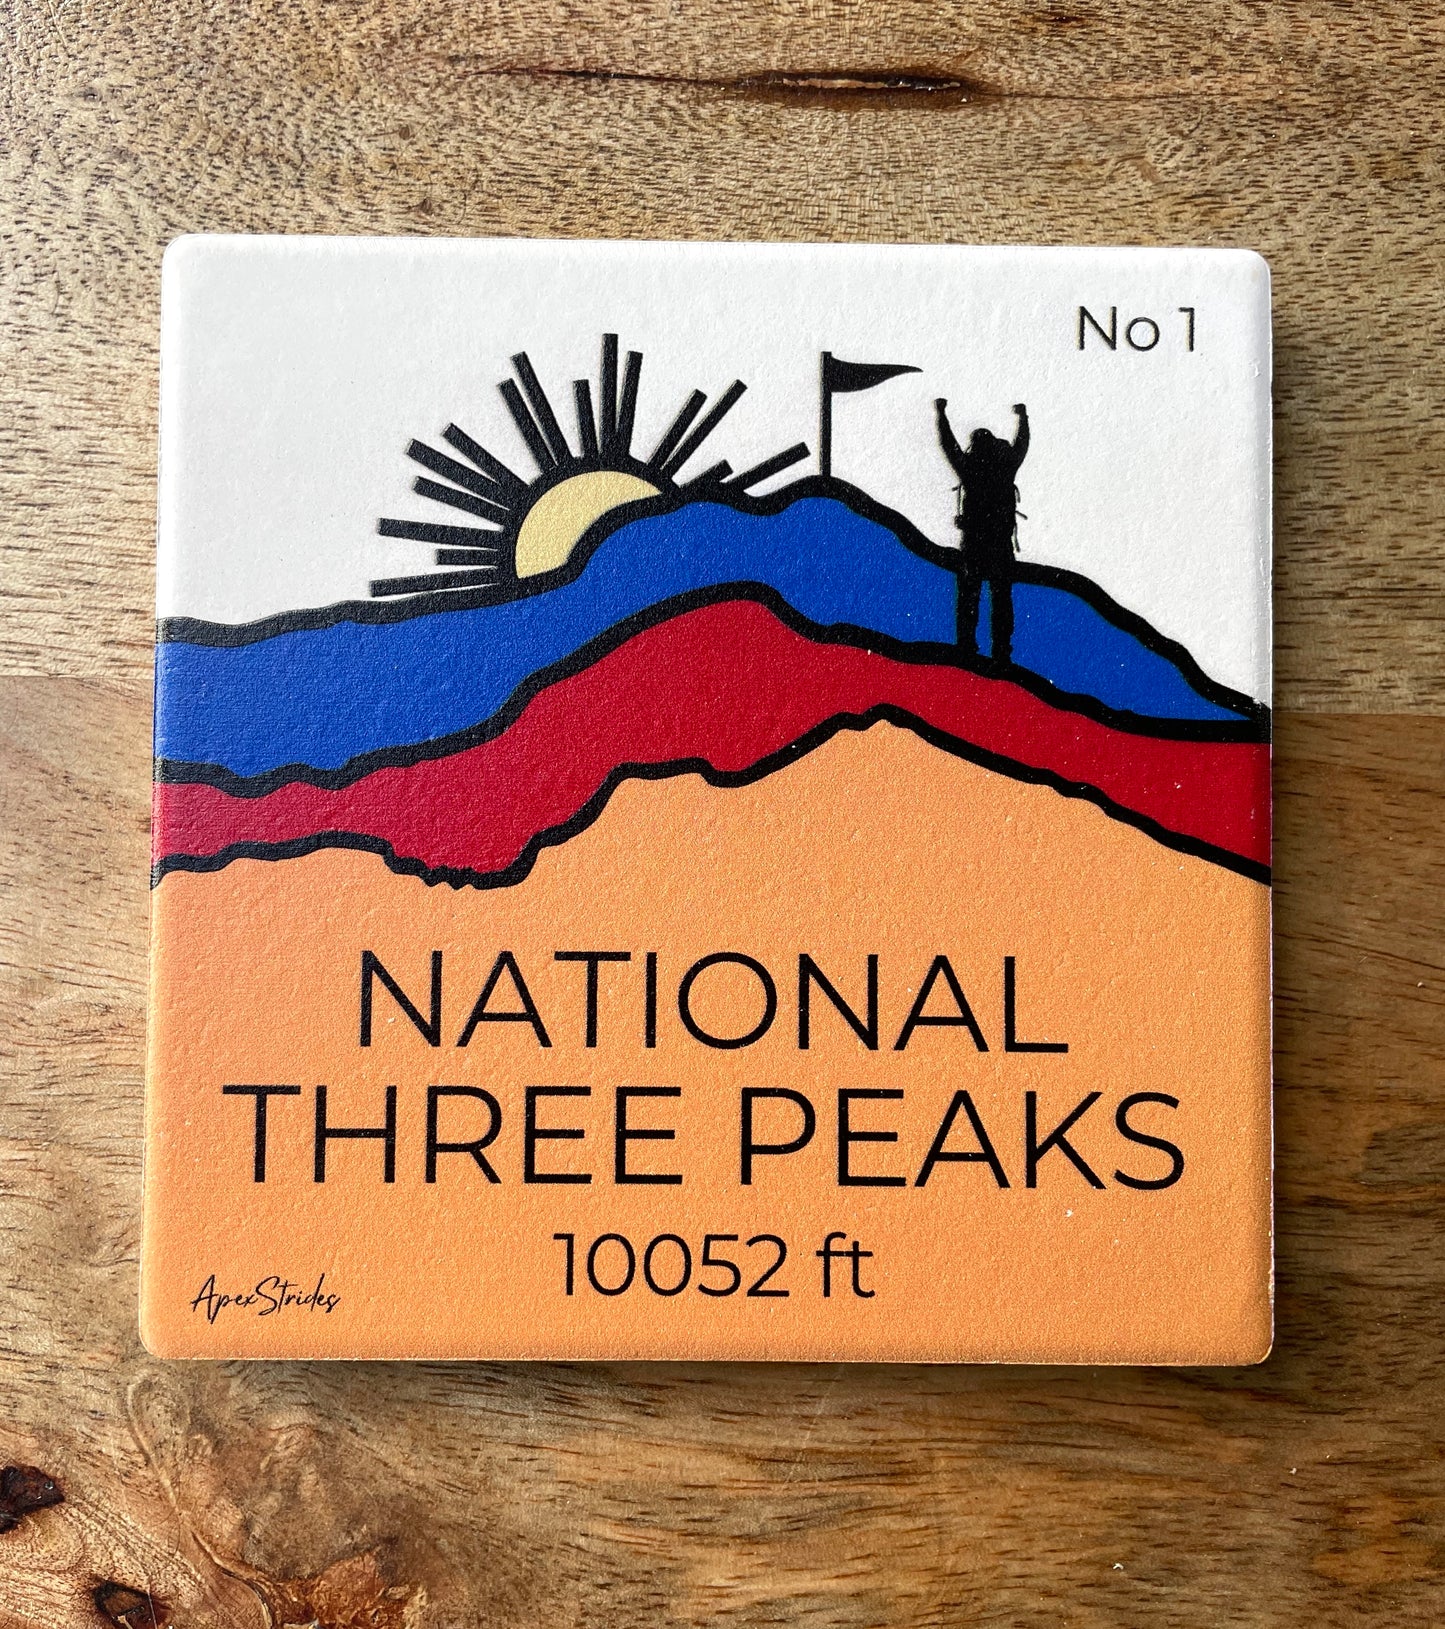 No 1
NATIONAL
THREE PEAKS
10052 ft
ApexStrides